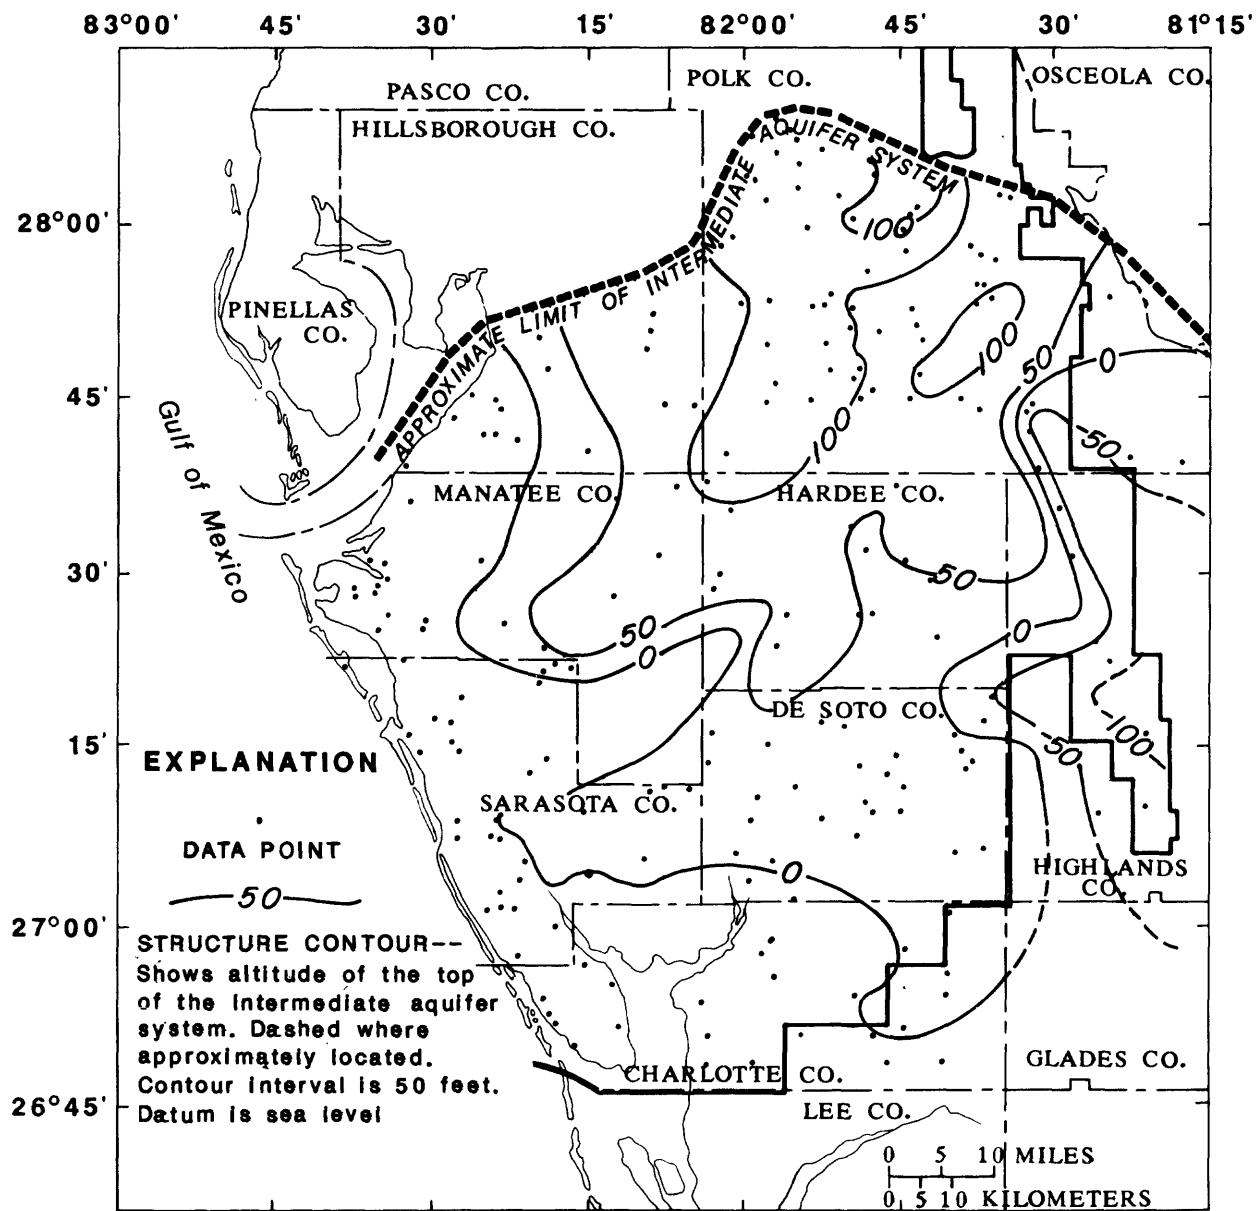 83°00' 45' 30' 15' 82°00' 45' 30' 81°15'
PASCO CO.
POLK CO.
OSCEOLA CO.
HILLSBOROUGH CO.
APPROXIMATE LIMIT OF INTERMEDIATE AQUIFER SYSTEM
28°00'
100
PINELLAS
CO.
100
50
0
45'
100
50
Gulf of Mexico
MANATEE CO.
HARDEE CO.
30'
50
50
0
0
DE SOTO CO.
15'
50
100
EXPLANATION
SARASOTA CO.
DATA POINT
0
HIGHLANDS
CO.
50
27°00'
STRUCTURE CONTOUR--
Shows altitude of the top
of the intermediate aquifer
system. Dashed where
approximately located.
Contour interval is 50 feet.
Datum is sea level
CHARLOTTE CO.
GLADES CO.
26°45'
LEE CO.
0 5 10 MILES
0 5 10 KILOMETERS